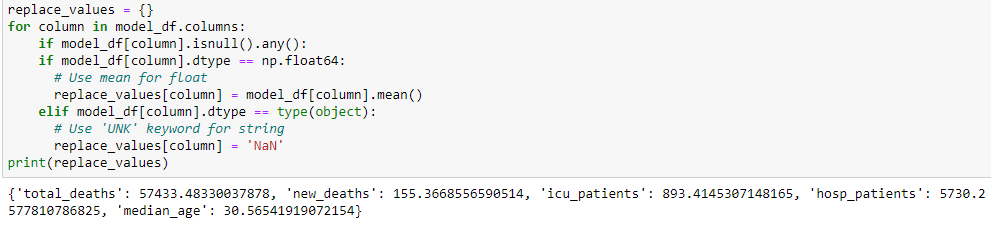 replace_values = {}
for column in model_df.columns:
    if model_df[column].isnull().any():
    if model_df[column].dtype == np.float64:
      # Use mean for float
      replace_values[column] = model_df[column].mean()
    elif model_df[column].dtype == type(object):
      # Use 'UNK' keyword for string
      replace_values[column] = 'NaN'
print(replace_values)
{'total_deaths': 57433.48330037878, 'new_deaths': 155.3668556590514, 'icu_patients': 893.4145307148165, 'hosp_patients': 5730.2
577810786825, 'median_age': 30.56541919072154}